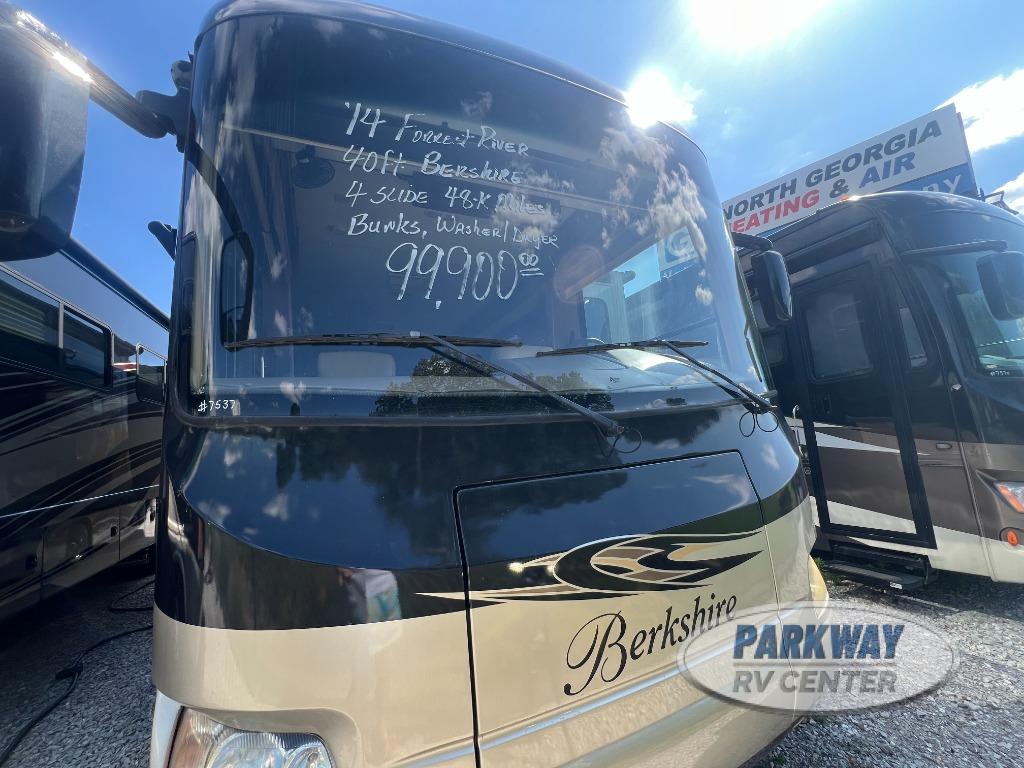 '14 Forrest River
40ft Bershire
4 Slide 48-K Miles
Bunks, Washer/Dryer
99,900.00
NORTH GEORGIA
HEATING & AIR
#7537
Berkshire
PARKWAY
RV CENTER